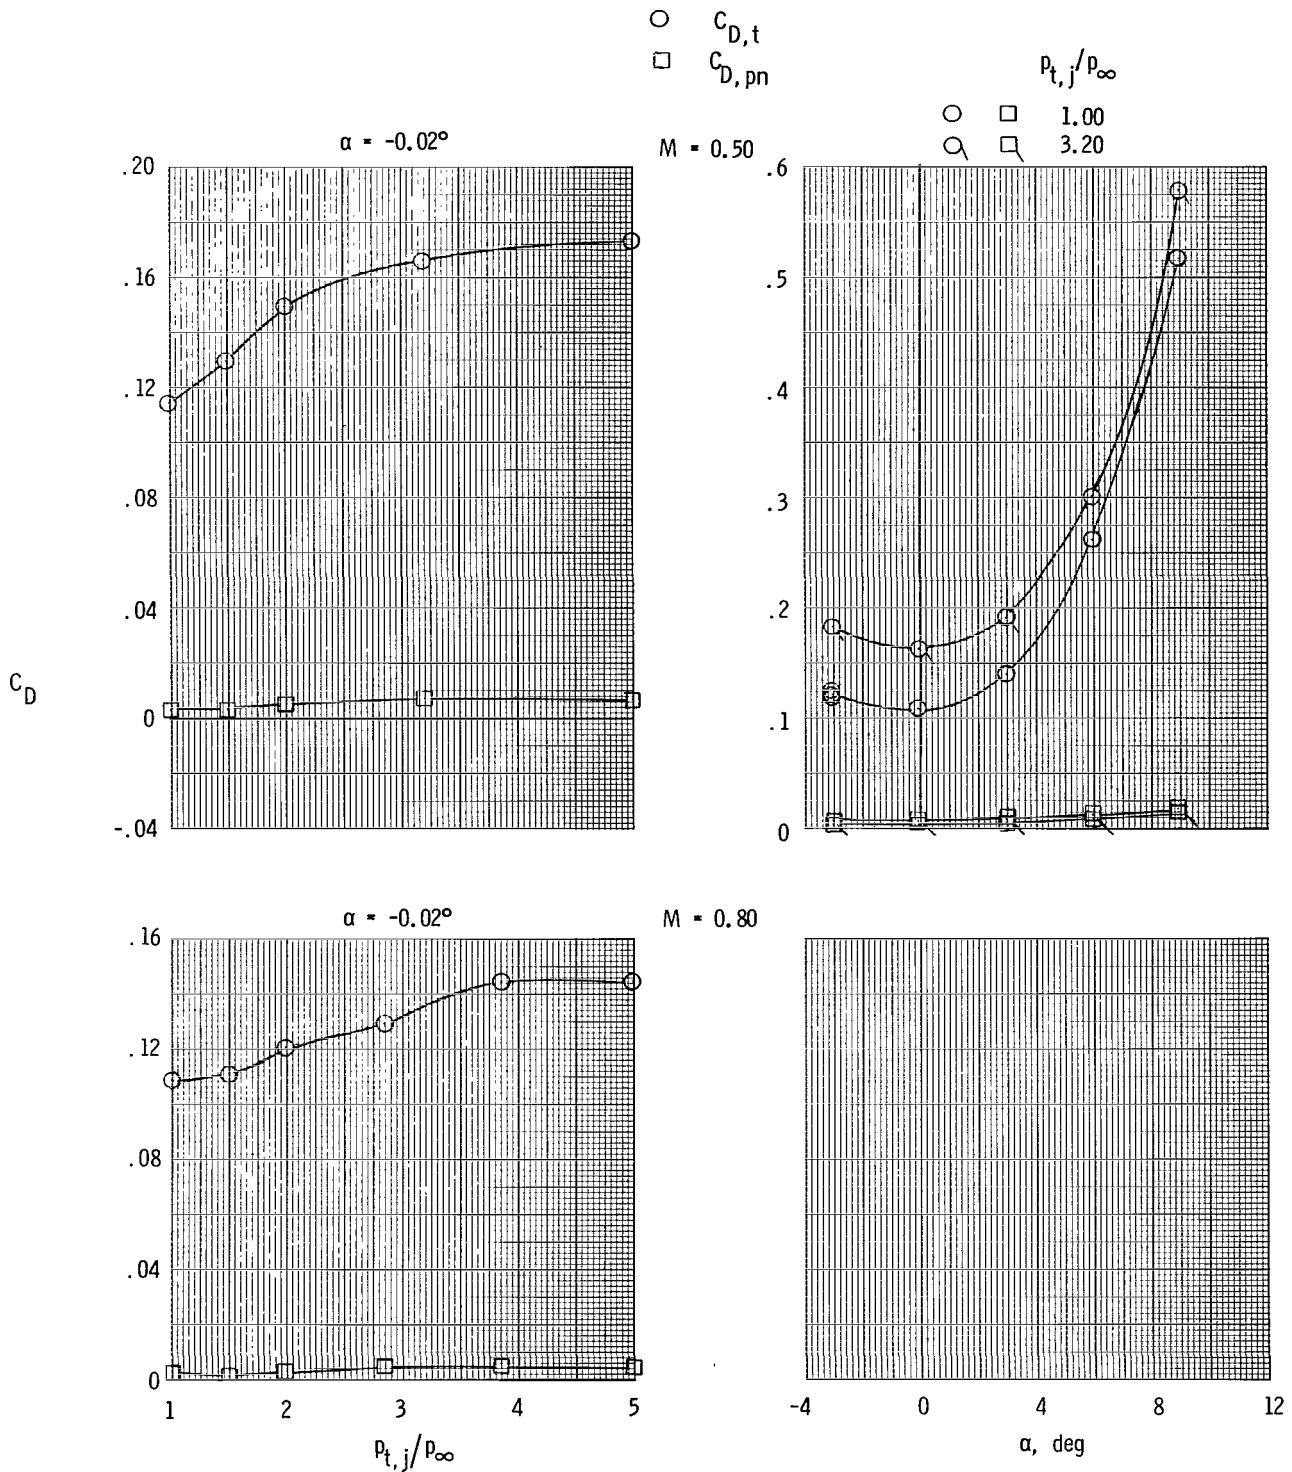 C_D,t
C_D,pn
p_t,j/p_∞
1.00
3.20
α = -0.02°
M = 0.50
.20
.16
.12
.08
.04
0
-.04
C_D
.6
.5
.4
.3
.2
.1
0
α = -0.02°
M = 0.80
.16
.12
.08
.04
0
1 2 3 4 5
p_t,j/p_∞
-4 0 4 8 12
α, deg